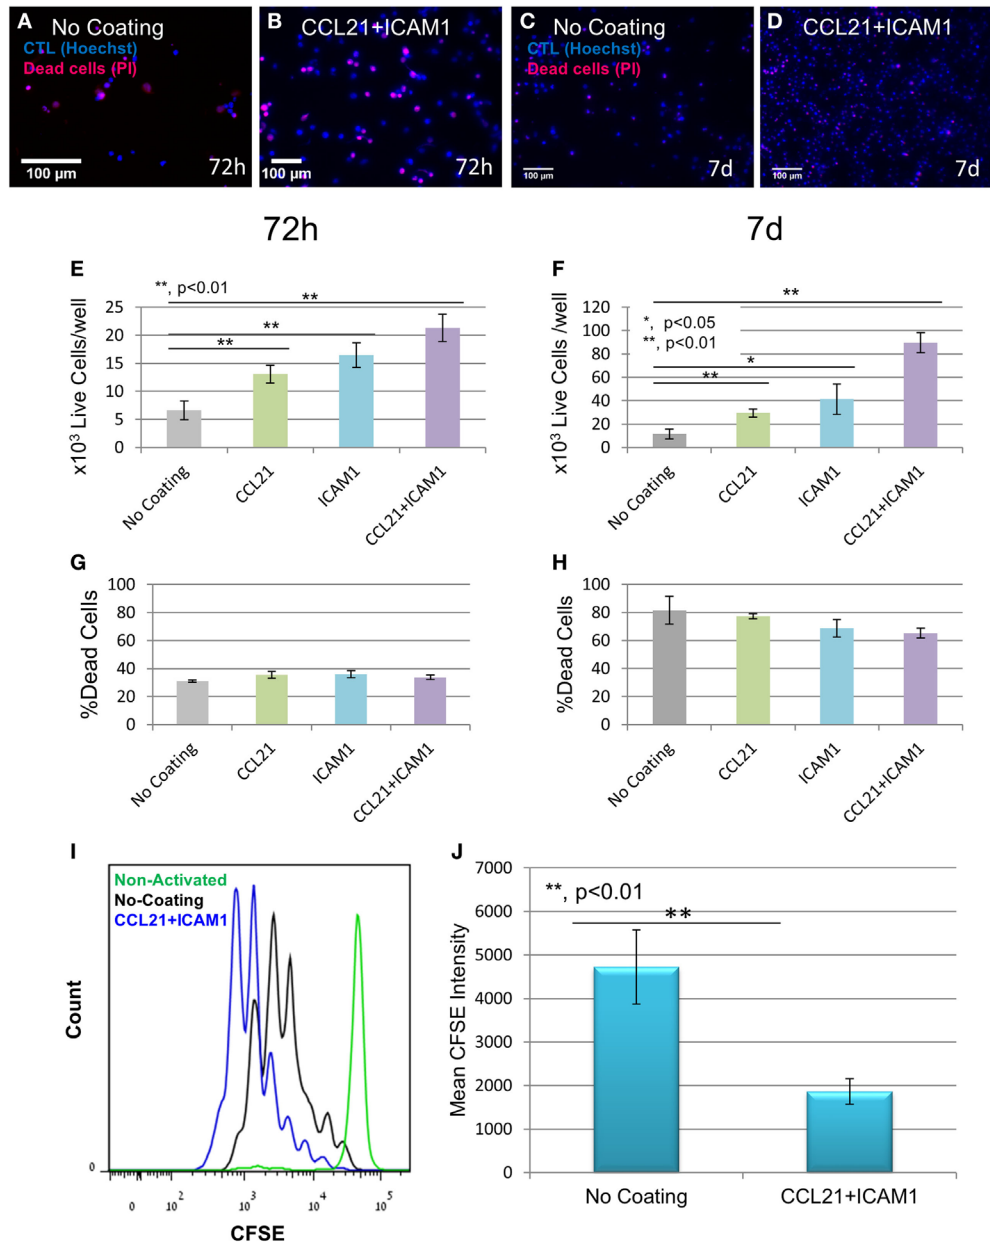 A No Coating
CTL (Hoechst)
Dead cells (PI)
100 μm
72h
B CCL21+ICAM1
100 μm
72h
C No Coating
CTL (Hoechst)
Dead cells (PI)
100 μm
7d
D CCL21+ICAM1
100 μm
7d
72h
7d
E
**, p<0.01
**
**
**
x10³ Live Cells/well
25
20
15
10
5
0
No Coating
CCL21
ICAM1
CCL21+ICAM1
F
*, p<0.05
**, p<0.01
**
*
**
x10³ Live Cells /well
120
100
80
60
40
20
0
No Coating
CCL21
ICAM1
CCL21+ICAM1
G
%Dead Cells
100
80
60
40
20
0
No Coating
CCL21
ICAM1
CCL21+ICAM1
H
%Dead Cells
100
80
60
40
20
0
No Coating
CCL21
ICAM1
CCL21+ICAM1
I
Non-Activated
No-Coating
CCL21+ICAM1
Count
0
0 10² 10³ 10⁴ 10⁵
CFSE
J
**, p<0.01
**
Mean CFSE Intensity
7000
6000
5000
4000
3000
2000
1000
0
No Coating
CCL21+ICAM1